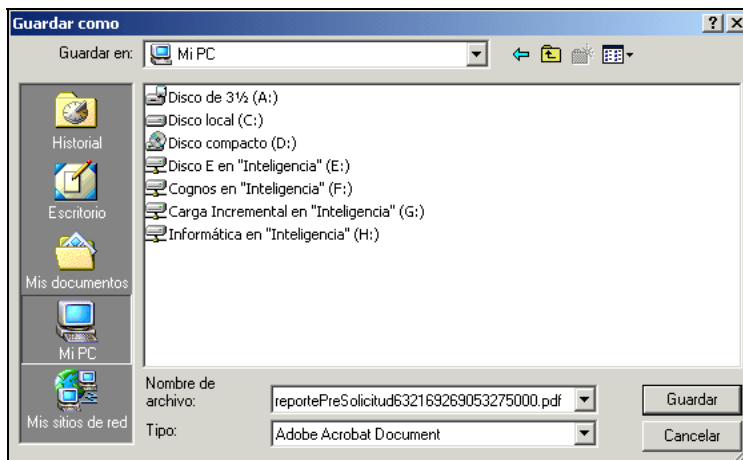 Guardar como
Guardar en:
Mi PC
Historial
Escritorio
Mis documentos
Mi PC
Mis sitios de red
Disco de 3½ (A:)
Disco local (C:)
Disco compacto (D:)
Disco E en "Inteligencia" (E:)
Cognos en "Inteligencia" (F:)
Carga Incremental en "Inteligencia" (G:)
Informática en "Inteligencia" (H:)
Nombre de
archivo:
reportePreSolicitud632169269053275000.pdf
Guardar
Tipo:
Adobe Acrobat Document
Cancelar